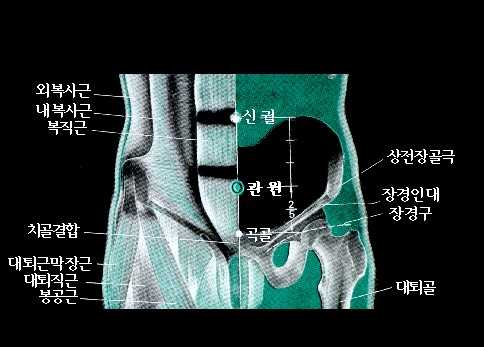 외복사근
내복사근
복직근
신궐
상전장골극
관원
장경인대
2
5
장경구
치골결합
곡골
대퇴근막장근
대퇴직근
봉공근
대퇴골